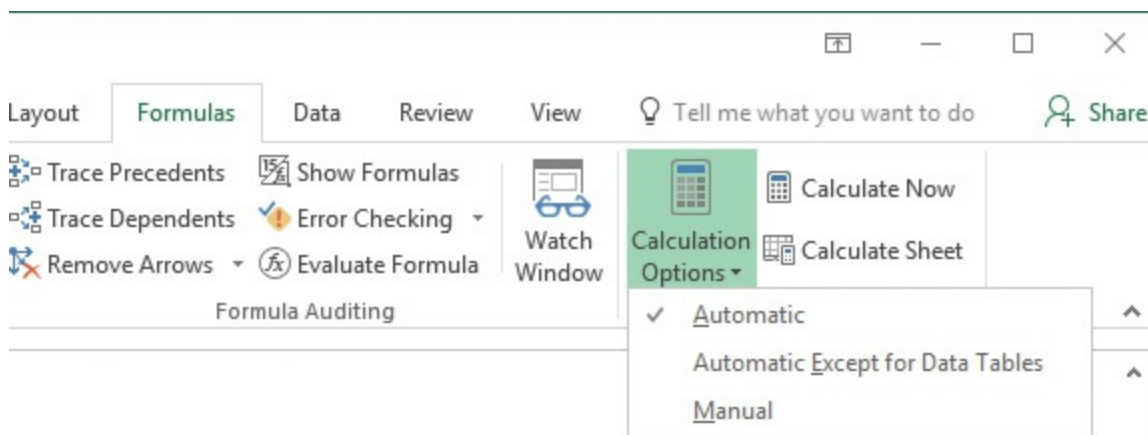 Layout Formulas Data Review View Tell me what you want to do Share
Trace Precedents Show Formulas
Trace Dependents Error Checking
Remove Arrows Evaluate Formula
Watch
Window
Calculation
Options
Calculate Now
Calculate Sheet
Formula Auditing
Automatic
Automatic Except for Data Tables
Manual